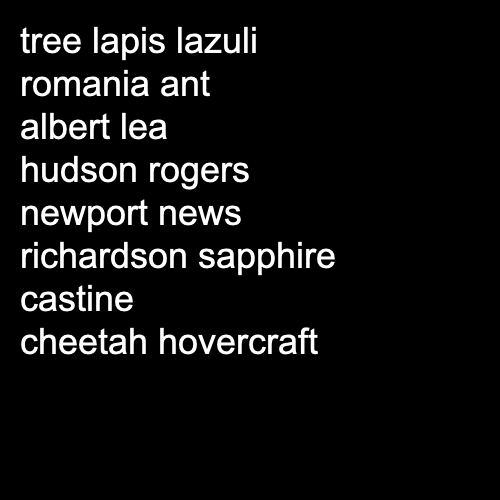 tree lapis lazuli
romania ant
albert lea
hudson rogers
newport news
richardson sapphire
castine
cheetah hovercraft